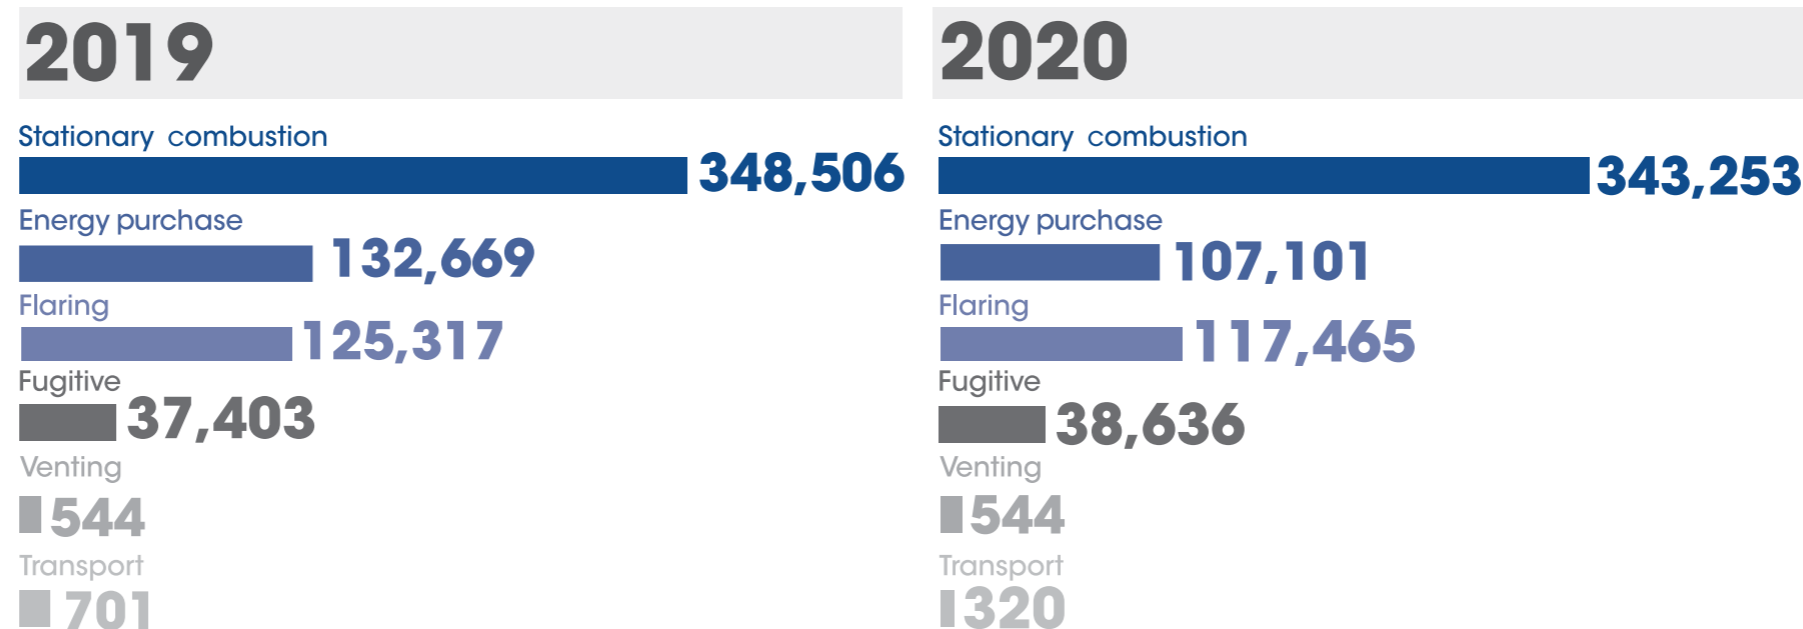 2019
Stationary combustion
348,506
Energy purchase
132,669
Flaring
125,317
Fugitive
37,403
Venting
544
Transport
701
2020
Stationary combustion
343,253
Energy purchase
107,101
Flaring
117,465
Fugitive
38,636
Venting
544
Transport
320